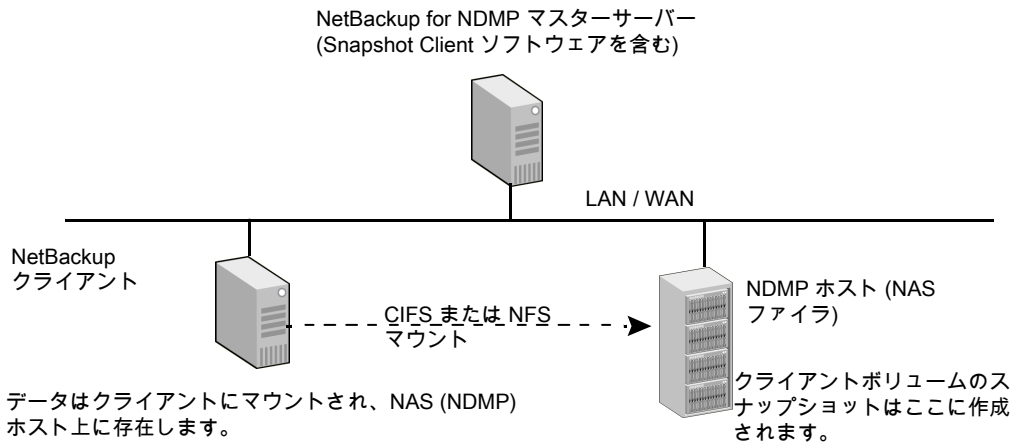 NetBackup for NDMP マスターサーバー
(Snapshot Client ソフトウェアを含む)
LAN / WAN
NetBackup
クライアント
CIFS または NFS
マウント
NDMP ホスト (NAS
ファイラ)
データはクライアントにマウントされ、NAS (NDMP)
ホスト上に存在します。
クライアントボリュームのス
ナップショットはここに作成
されます。